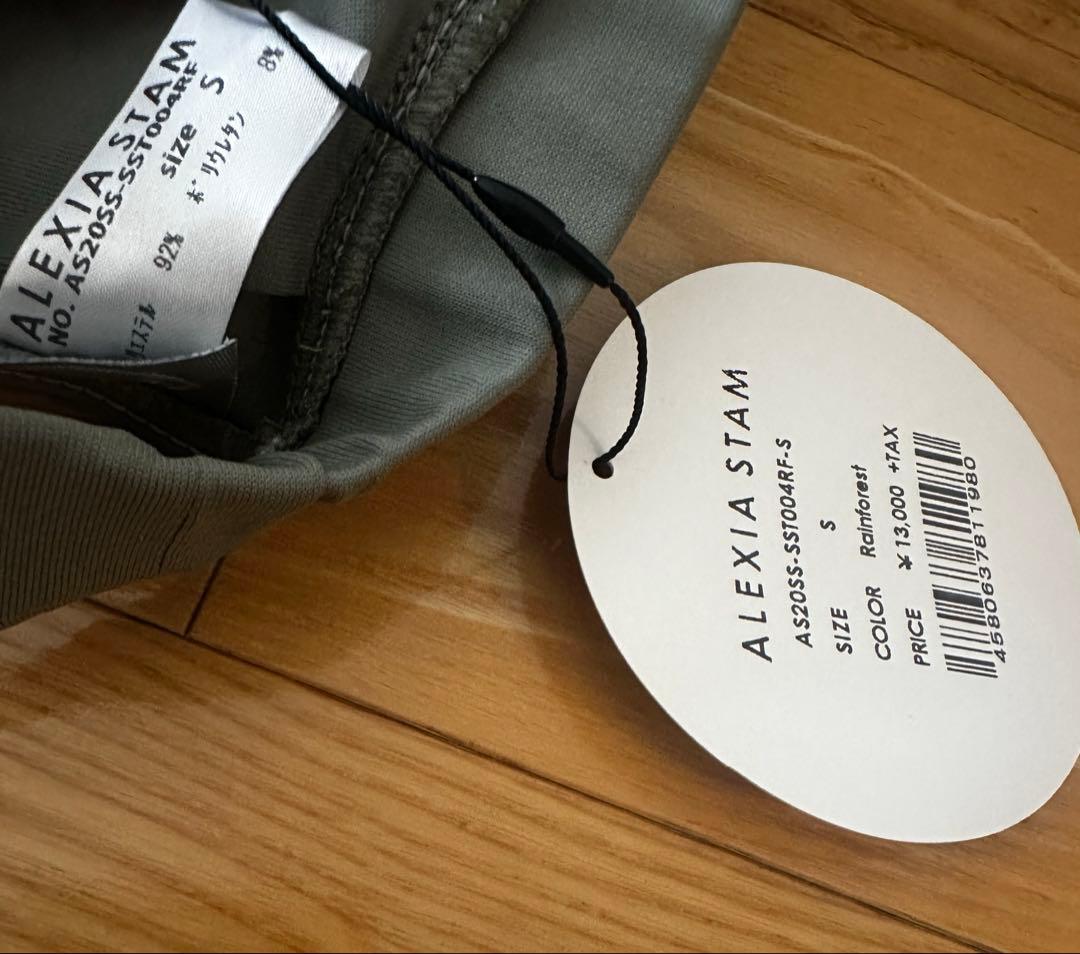 ALEXIA STAM
NO. AS20SS-SST004RF
size S
92%
ポリウレタン 8%
ALEXIA STAM
AS20SS-SST004RF-S
SIZE S
COLOR Rainforest
PRICE ¥13,000 +TAX
4580637811980